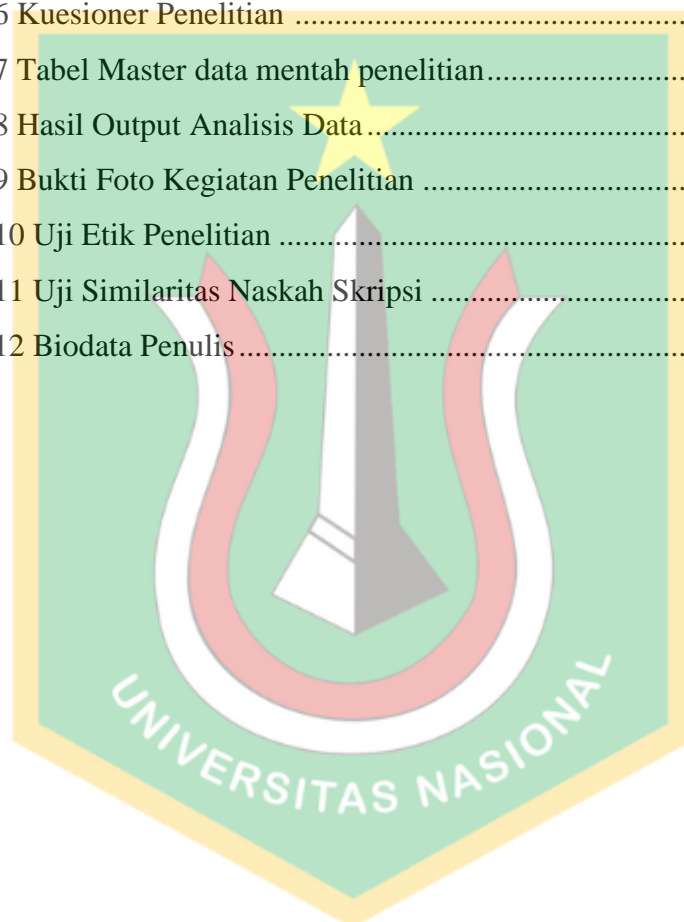 6 Kuesioner Penelitian ........................................................
7 Tabel Master data mentah penelitian............................
8 Hasil Output Analisis Data.............................................
9 Bukti Foto Kegiatan Penelitian .....................................
10 Uji Etik Penelitian .........................................................
11 Uji Similaritas Naskah Skripsi ....................................
12 Biodata Penulis..............................................................
UNIVERSITAS NASIONAL